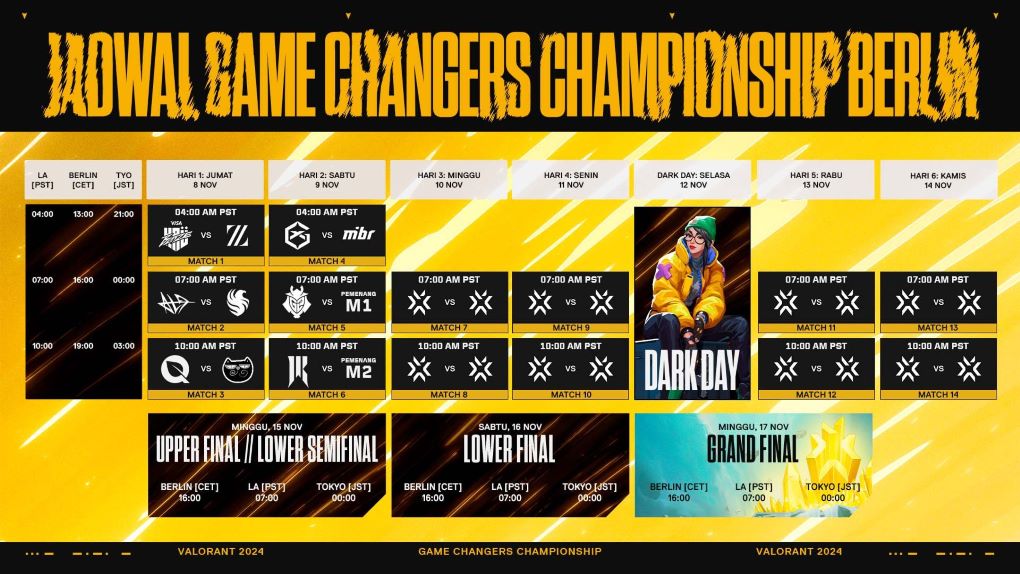 JADWAL GAME CHANGERS CHAMPIONSHIP BERLIN
LA [PST]
BERLIN [CET]
TYO [JST]
HARI 1: JUMAT
8 NOV
HARI 2: SABTU
9 NOV
HARI 3: MINGGU
10 NOV
HARI 4: SENIN
11 NOV
DARK DAY: SELASA
12 NOV
HARI 5: RABU
13 NOV
HARI 6: KAMIS
14 NOV
04:00 13:00 21:00
04:00 AM PST
VISA
VS
MATCH 1
04:00 AM PST
VS mibr
MATCH 4
07:00 16:00 00:00
07:00 AM PST
VS
MATCH 2
07:00 AM PST
VS PEMENANG M1
MATCH 5
07:00 AM PST
VS
MATCH 7
07:00 AM PST
VS
MATCH 9
07:00 AM PST
VS
MATCH 11
07:00 AM PST
VS
MATCH 13
10:00 19:00 03:00
10:00 AM PST
VS
MATCH 3
10:00 AM PST
VS PEMENANG M2
MATCH 6
10:00 AM PST
VS
MATCH 8
10:00 AM PST
VS
MATCH 10
DARK DAY
10:00 AM PST
VS
MATCH 12
10:00 AM PST
VS
MATCH 14
MINGGU, 15 NOV
UPPER FINAL // LOWER SEMIFINAL
BERLIN [CET] LA [PST] TOKYO [JST]
16:00 07:00 00:00
SABTU, 16 NOV
LOWER FINAL
BERLIN [CET] LA [PST] TOKYO [JST]
16:00 07:00 00:00
MINGGU, 17 NOV
GRAND FINAL
BERLIN [CET] LA [PST] TOKYO [JST]
16:00 07:00 00:00
VALORANT 2024
GAME CHANGERS CHAMPIONSHIP
VALORANT 2024